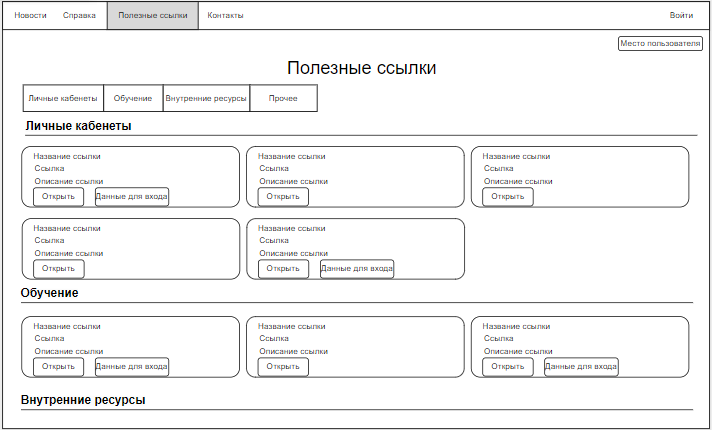 Новости Справка Полезные ссылки Контакты Войти
Место пользователя
Полезные ссылки
Личные кабенеты Обучение Внутренние ресурсы Прочее
Личные кабенеты
Название ссылки Название ссылки Название ссылки
Ссылка Ссылка Ссылка
Описание ссылки Описание ссылки Описание ссылки
Открыть Данные для входа Открыть Открыть
Название ссылки Название ссылки
Ссылка Ссылка
Описание ссылки Описание ссылки
Открыть Открыть Данные для входа
Обучение
Название ссылки Название ссылки Название ссылки
Ссылка Ссылка Ссылка
Описание ссылки Описание ссылки Описание ссылки
Открыть Данные для входа Открыть Открыть Данные для входа
Внутренние ресурсы